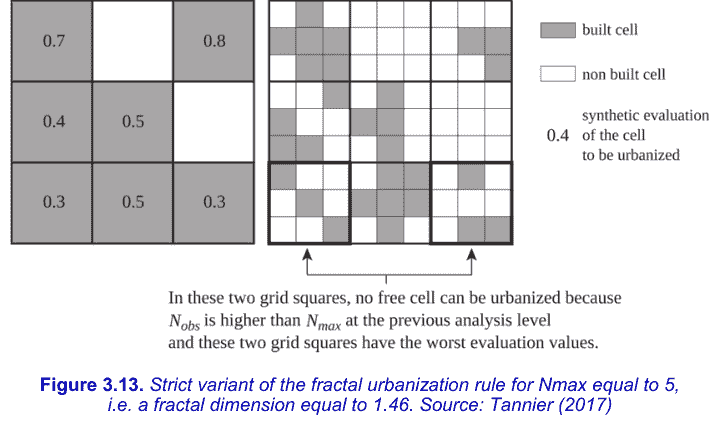 0.7 0.8
built cell
non built cell
0.4 0.5
synthetic evaluation
0.4 of the cell
to be urbanized
0.3 0.5 0.3
In these two grid squares, no free cell can be urbanized because
Nobs is higher than Nmax at the previous analysis level
and these two grid squares have the worst evaluation values.
Figure 3.13. Strict variant of the fractal urbanization rule for Nmax equal to 5,
i.e. a fractal dimension equal to 1.46. Source: Tannier (2017)